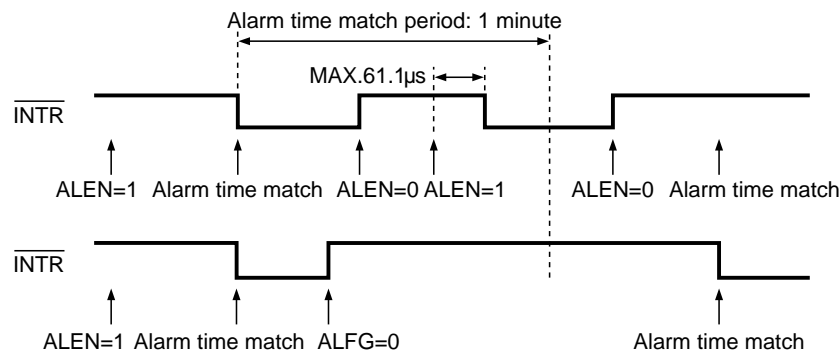 Alarm time match period: 1 minute
MAX.61.1µs
INTR
ALEN=1 Alarm time match ALEN=0 ALEN=1 ALEN=0 Alarm time match
INTR
ALEN=1 Alarm time match ALFG=0 Alarm time match